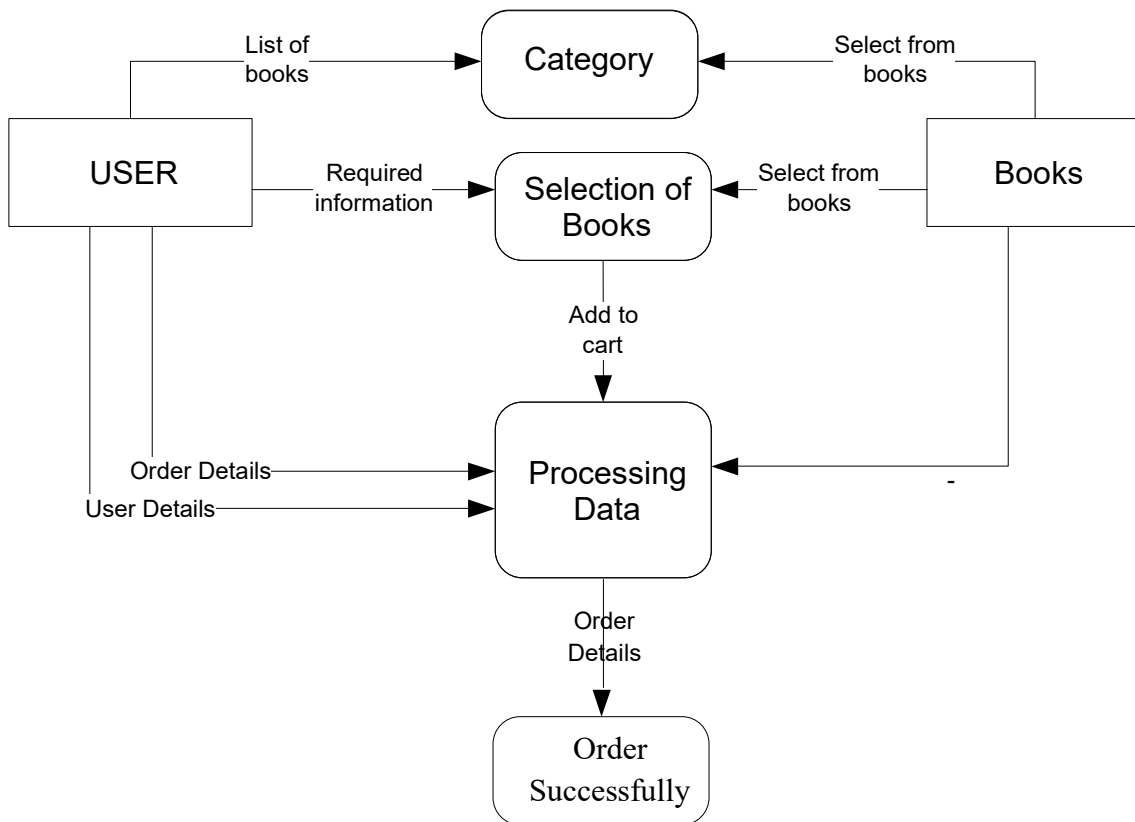 List of
books
Category
Select from
books
USER
Required
information
Selection of
Books
Select from
books
Books
Add to
cart
Order Details
User Details
Processing
Data
-
Order
Details
Order
Successfully